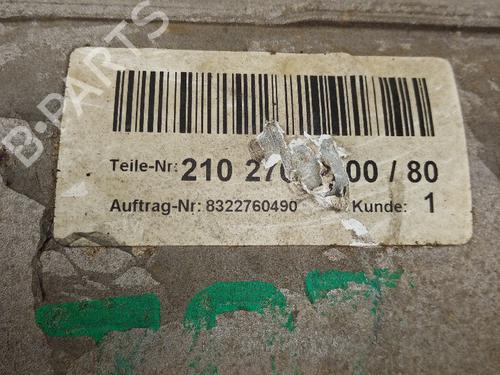 B-PARTS
Teile-Nr: 210 27 00 / 80
Auftrag-Nr: 8322760490 Kunde: 1